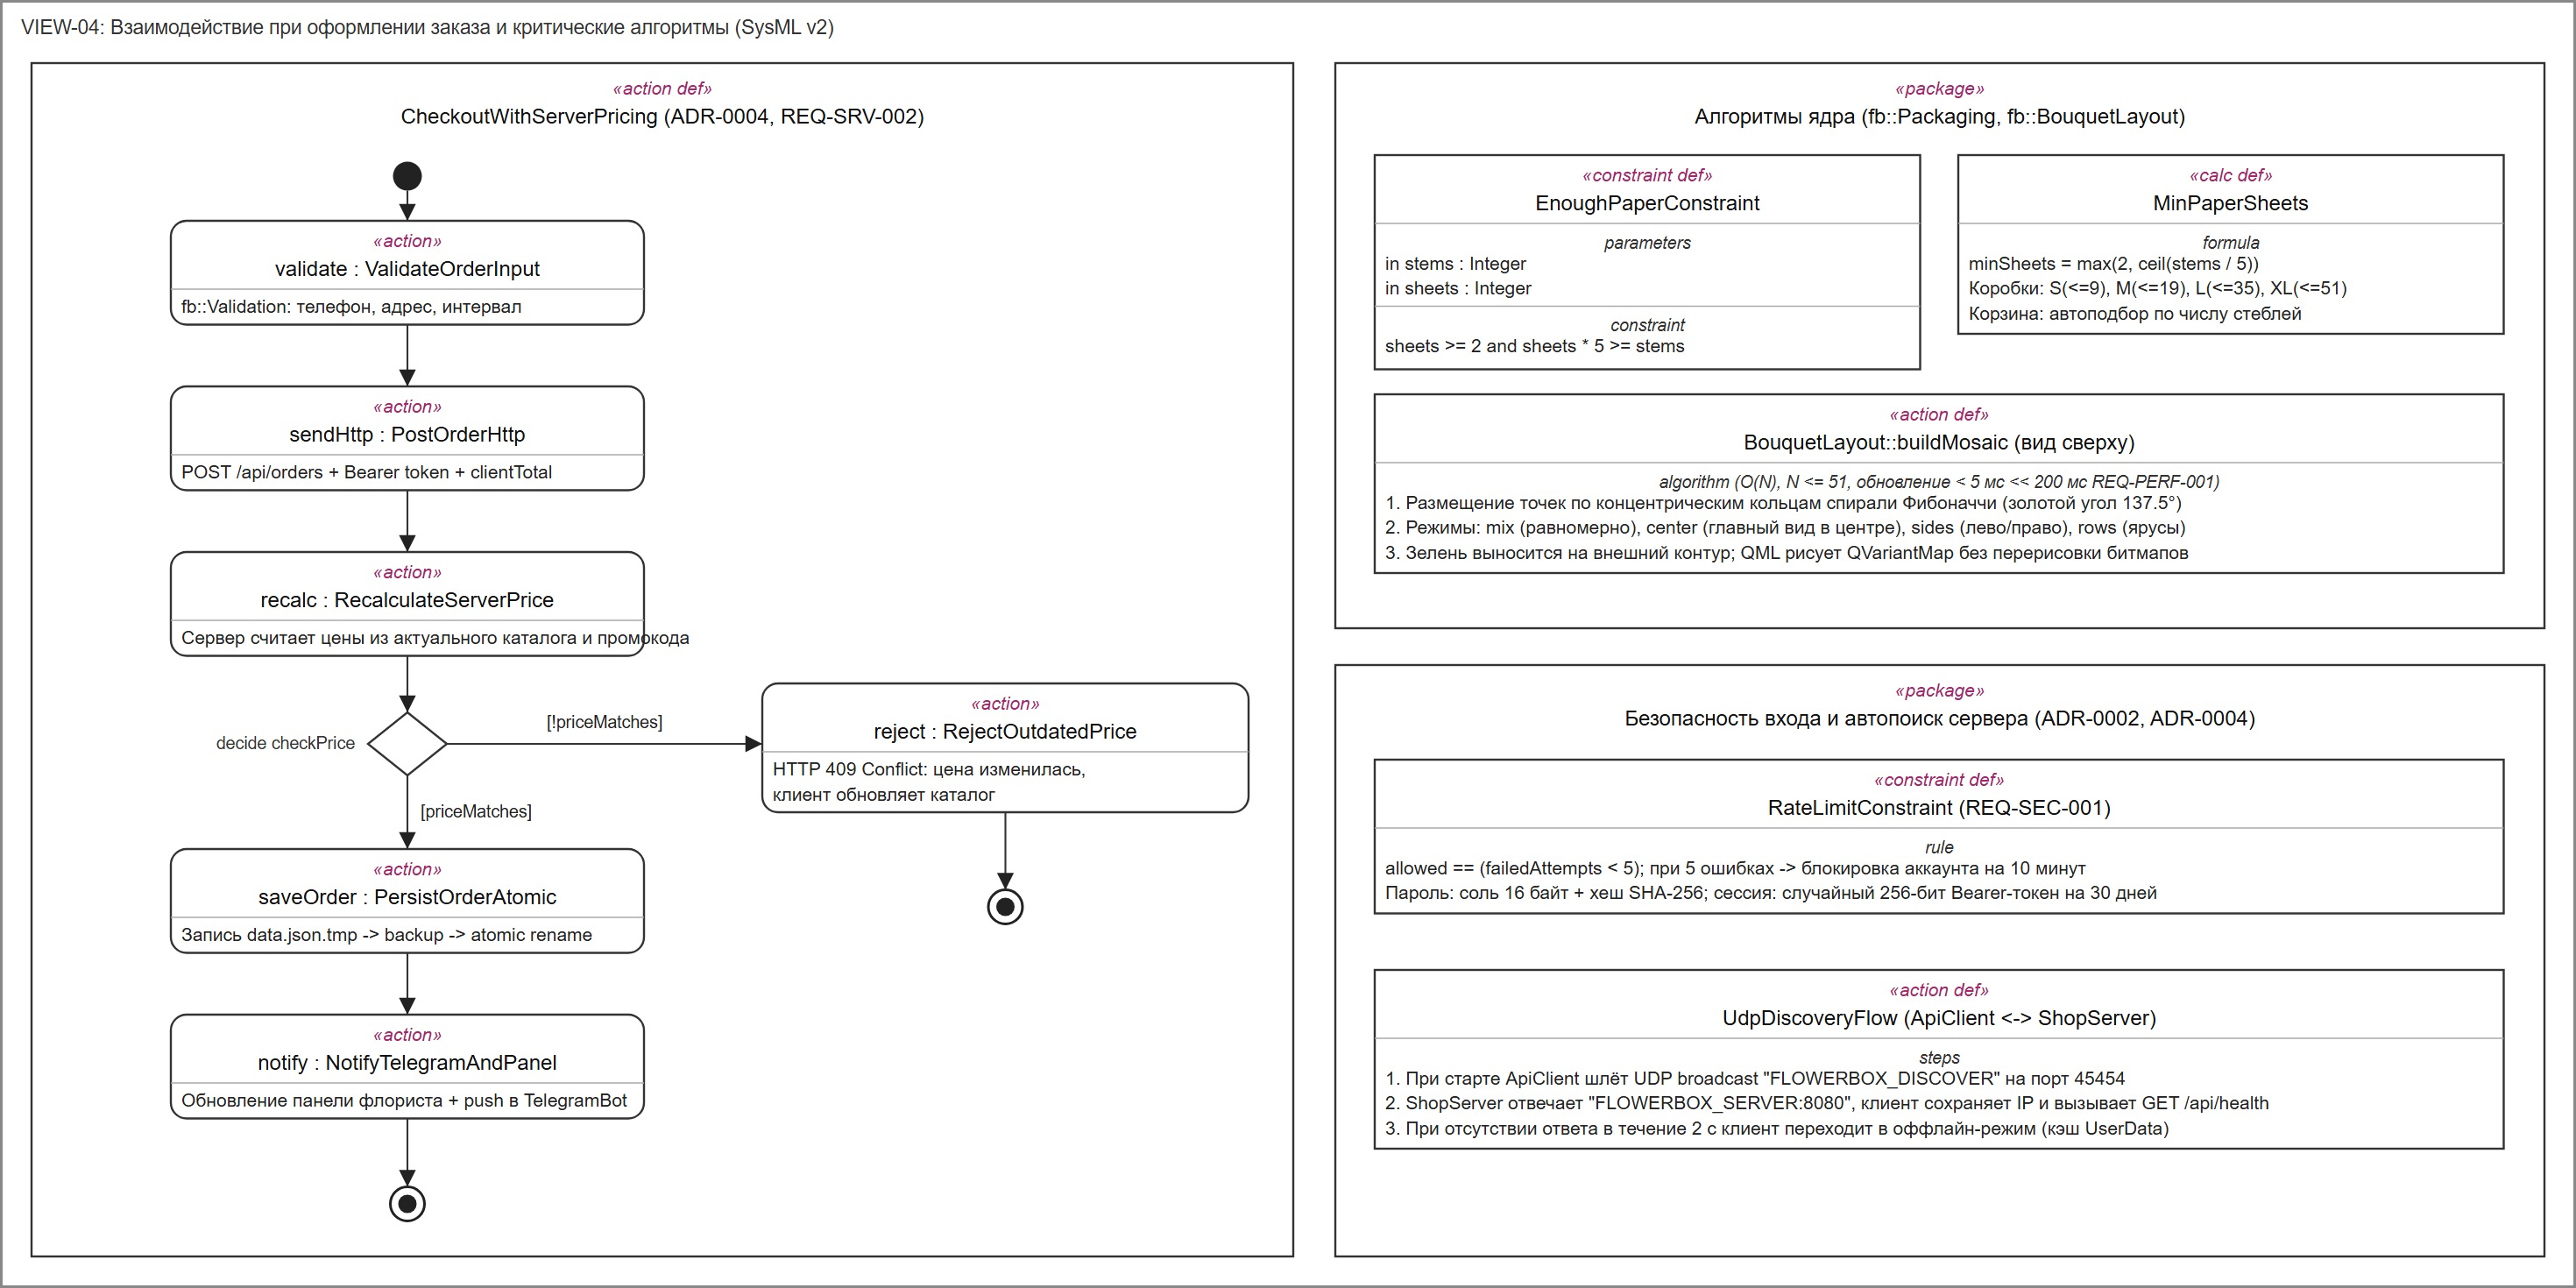 VIEW-04: Взаимодействие при оформлении заказа и критические алгоритмы (SysML v2)
«action def»
CheckoutWithServerPricing (ADR-0004, REQ-SRV-002)
«action»
validate : ValidateOrderInput
fb::Validation: телефон, адрес, интервал
«action»
sendHttp : PostOrderHttp
POST /api/orders + Bearer token + clientTotal
«action»
recalc : RecalculateServerPrice
Сервер считает цены из актуального каталога и промокода
decide checkPrice
[!priceMatches]
[priceMatches]
«action»
reject : RejectOutdatedPrice
HTTP 409 Conflict: цена изменилась,
клиент обновляет каталог
«action»
saveOrder : PersistOrderAtomic
Запись data.json.tmp -> backup -> atomic rename
«action»
notify : NotifyTelegramAndPanel
Обновление панели флориста + push в TelegramBot
«package»
Алгоритмы ядра (fb::Packaging, fb::BouquetLayout)
«constraint def»
EnoughPaperConstraint
parameters
in stems : Integer
in sheets : Integer
constraint
sheets >= 2 and sheets * 5 >= stems
«calc def»
MinPaperSheets
formula
minSheets = max(2, ceil(stems / 5))
Коробки: S(<=9), M(<=19), L(<=35), XL(<=51)
Корзина: автоподбор по числу стеблей
«action def»
BouquetLayout::buildMosaic (вид сверху)
algorithm (O(N), N <= 51, обновление < 5 мс << 200 мс REQ-PERF-001)
1. Размещение точек по концентрическим кольцам спирали Фибоначчи (золотой угол 137.5°)
2. Режимы: mix (равномерно), center (главный вид в центре), sides (лево/право), rows (ярусы)
3. Зелень выносится на внешний контур; QML рисует QVariantMap без перерисовки битмапов
«package»
Безопасность входа и автопоиск сервера (ADR-0002, ADR-0004)
«constraint def»
RateLimitConstraint (REQ-SEC-001)
rule
allowed == (failedAttempts < 5); при 5 ошибках -> блокировка аккаунта на 10 минут
Пароль: соль 16 байт + хеш SHA-256; сессия: случайный 256-бит Bearer-токен на 30 дней
«action def»
UdpDiscoveryFlow (ApiClient <-> ShopServer)
steps
1. При старте ApiClient шлёт UDP broadcast "FLOWERBOX_DISCOVER" на порт 45454
2. ShopServer отвечает "FLOWERBOX_SERVER:8080", клиент сохраняет IP и вызывает GET /api/health
3. При отсутствии ответа в течение 2 с клиент переходит в оффлайн-режим (кэш UserData)